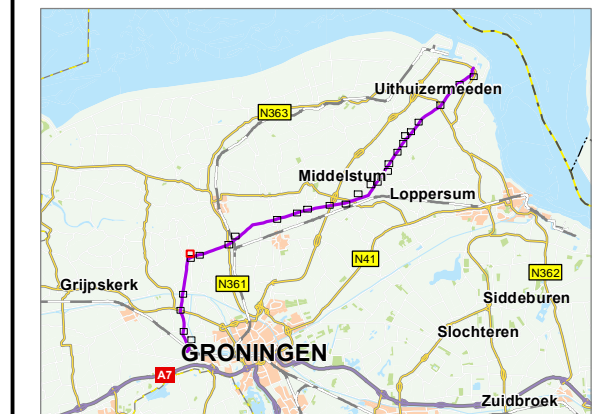 Uithuizermeeden
N363
Middelstum
Loppersum
N41
N362
Grijpskerk
N361
Siddeburen
Slochteren
GRONINGEN
A7
Zuidbroek